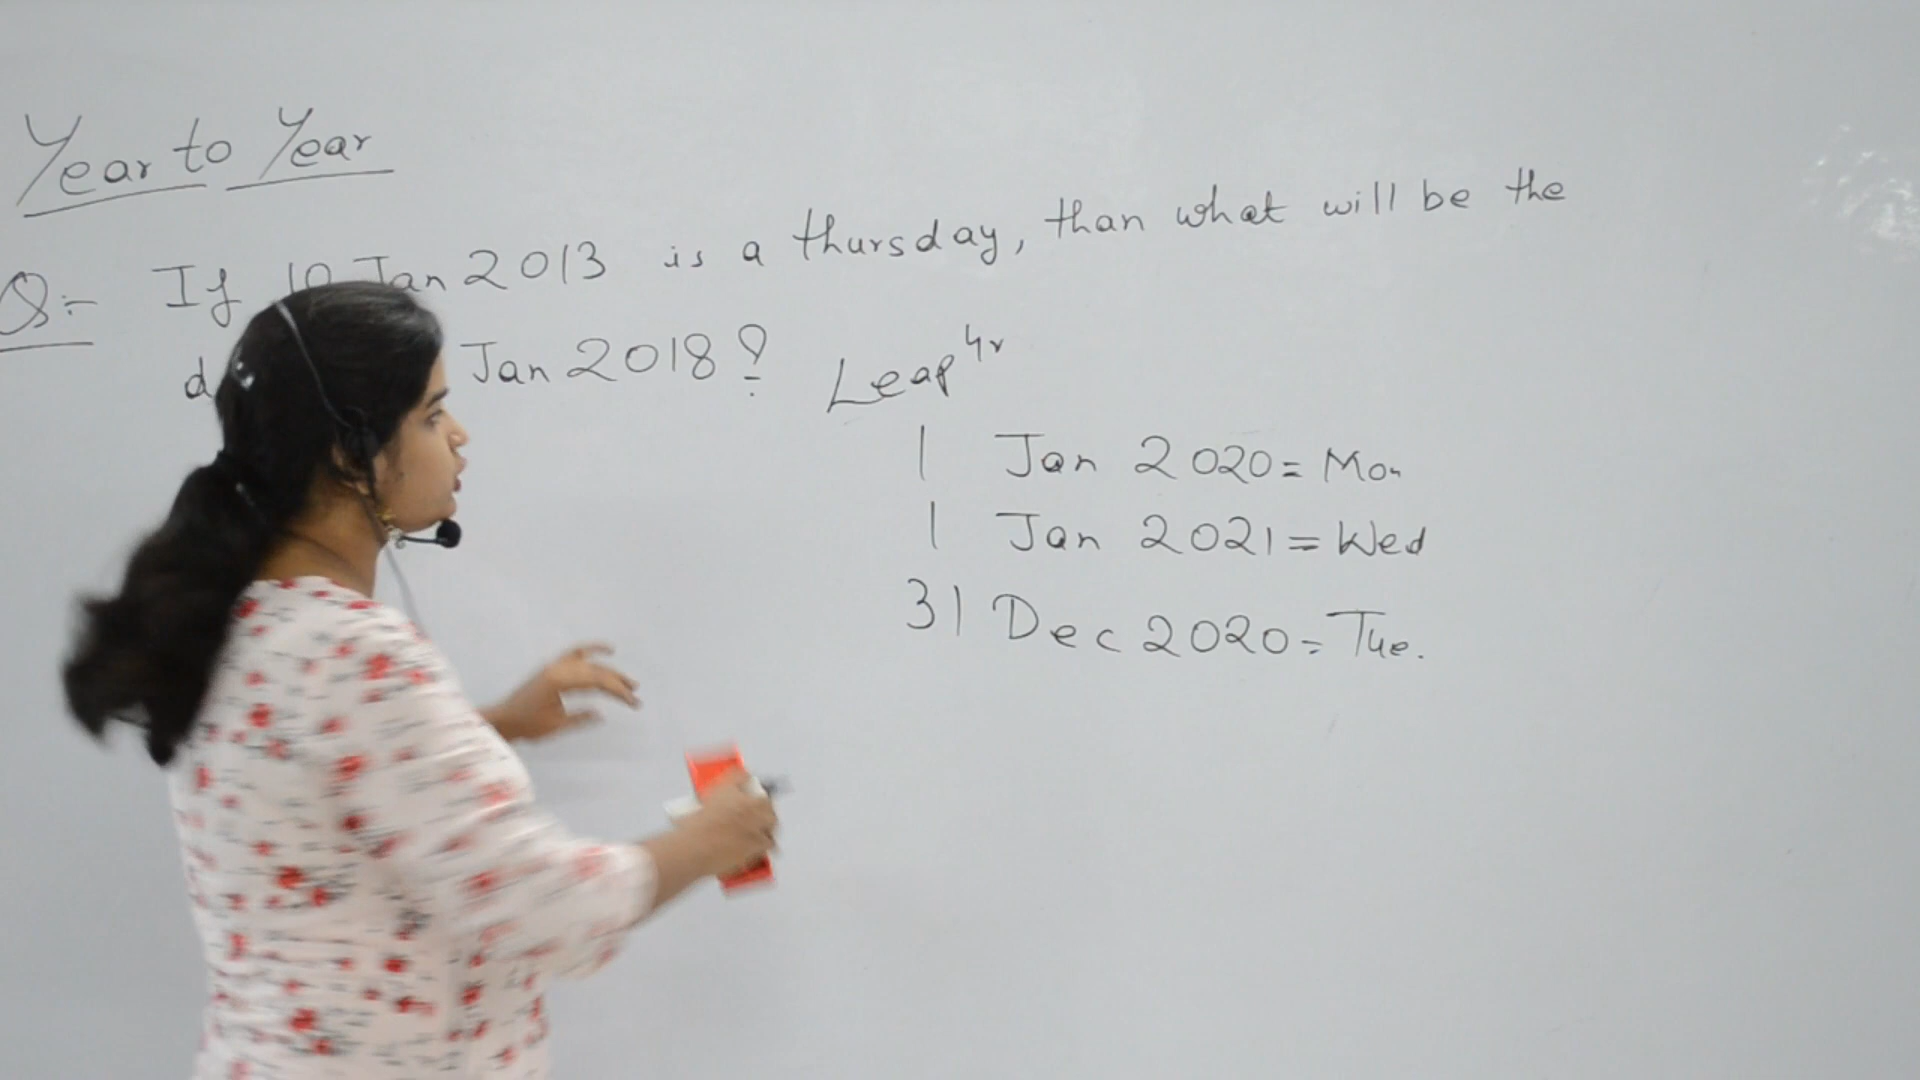 Year to Year
Q:- If 10 Jan 2013 is a thursday, than what will be the
Jan 2018?
Leap Yr
1 Jan 2020 = Mon
1 Jan 2021 = Wed
31 Dec 2020 = Tue.